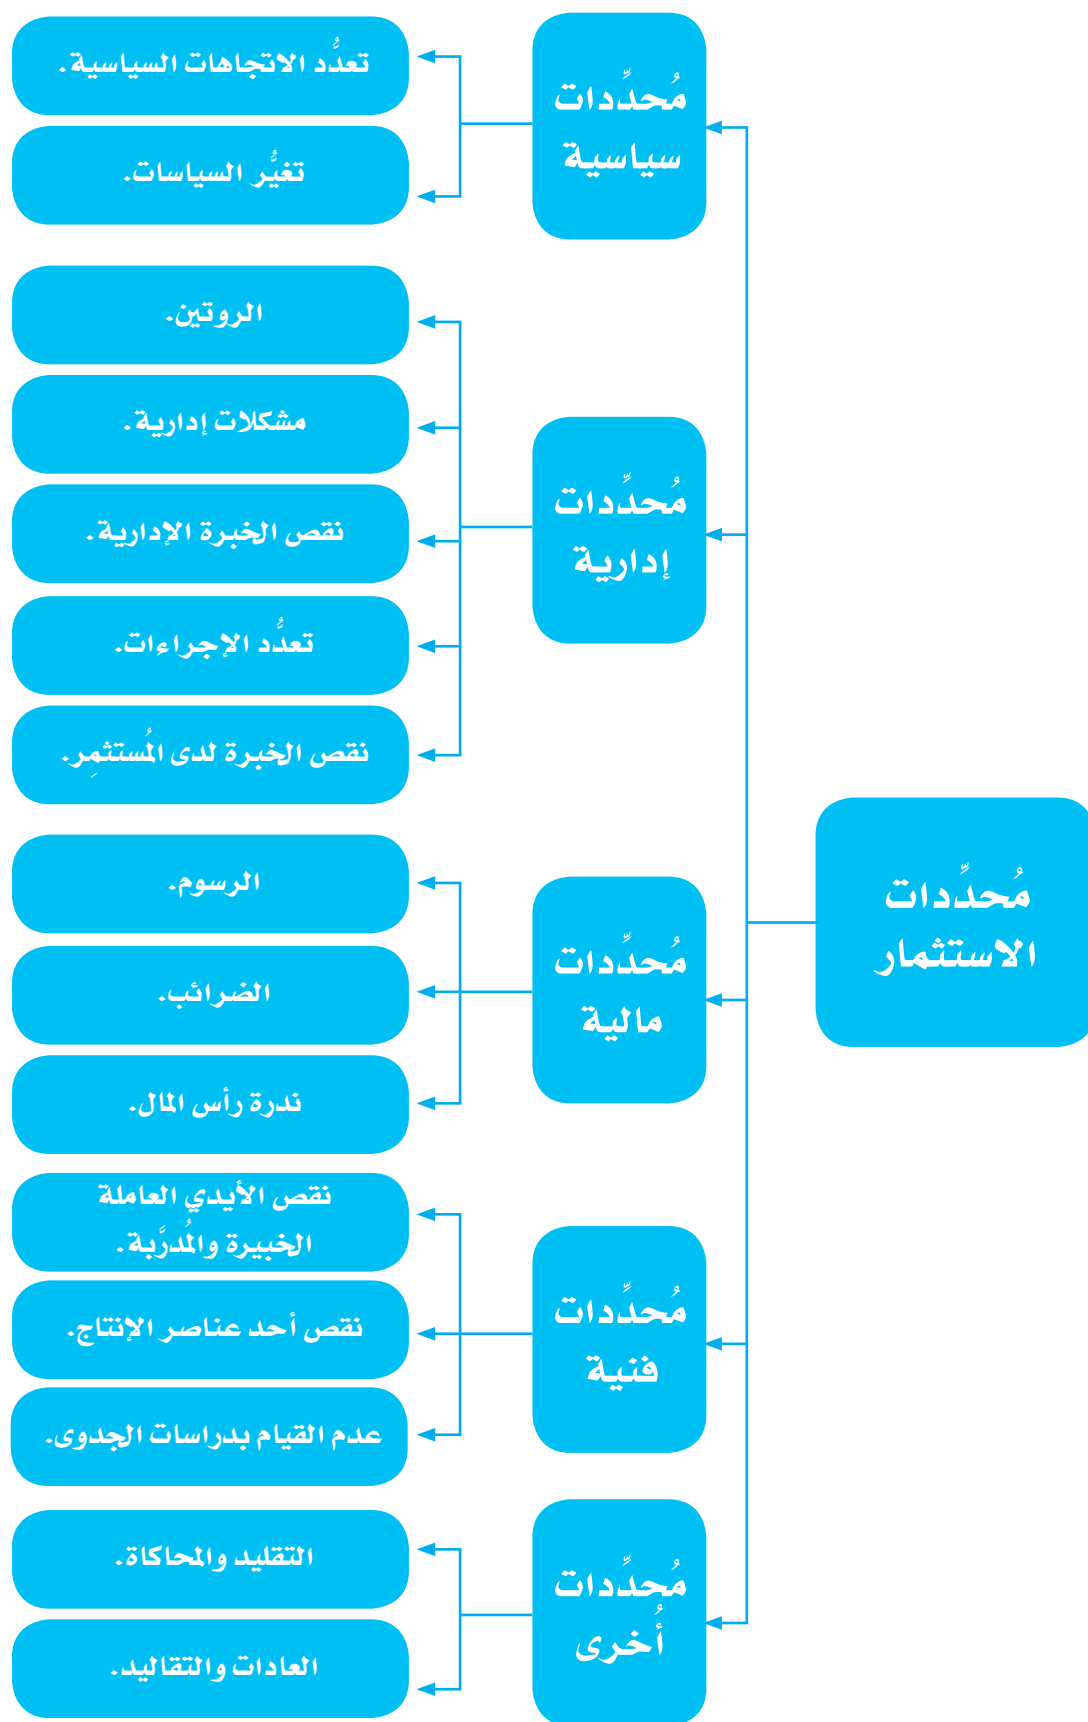 مُحدِّدات
الاستثمار
مُحدِّدات
سياسية
تعدُّد الاتجاهات السياسية.
تغيُّر السياسات.
مُحدِّدات
إدارية
الروتين.
مشكلات إدارية.
نقص الخبرة الإدارية.
تعدُّد الإجراءات.
نقص الخبرة لدى المُستثمِر.
مُحدِّدات
مالية
الرسوم.
الضرائب.
ندرة رأس المال.
مُحدِّدات
فنية
نقص الأيدي العاملة
الخبيرة والمُدرَّبة.
نقص أحد عناصر الإنتاج.
عدم القيام بدراسات الجدوى.
مُحدِّدات
أُخرى
التقليد والمحاكاة.
العادات والتقاليد.